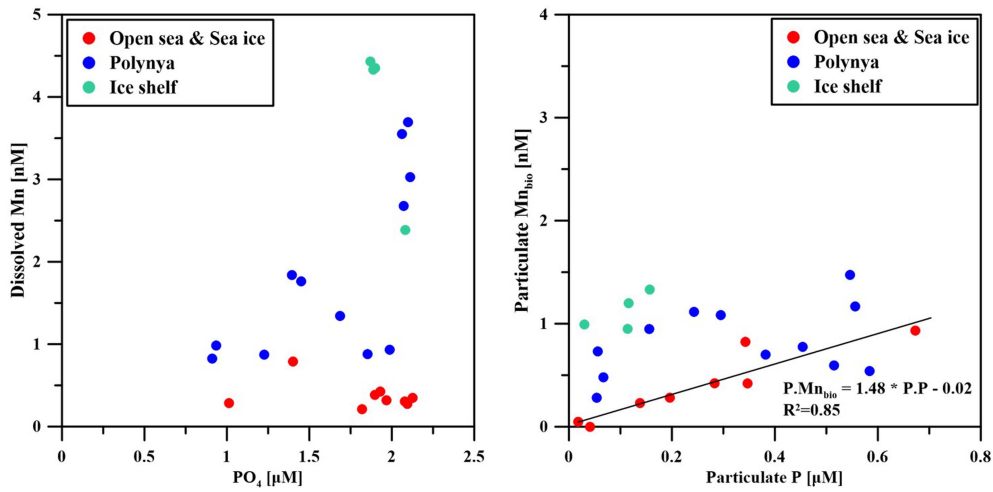 5
4
3
2
1
0
Dissolved Mn [nM]
Open sea & Sea ice
Polynya
Ice shelf
0
0.5
1
1.5
2
2.5
PO₄ [μM]
4
3
2
1
0
Particulate Mn_bio [nM]
Open sea & Sea ice
Polynya
Ice shelf
P.Mn_bio = 1.48 * P.P - 0.02
R²=0.85
0
0.2
0.4
0.6
0.8
Particulate P [μM]